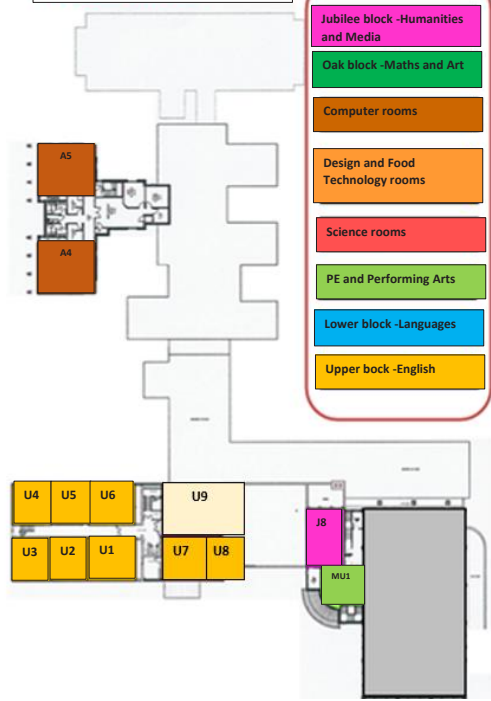 Jubilee block -Humanities
and Media
Oak block -Maths and Art
Computer rooms
Design and Food
Technology rooms
Science rooms
PE and Performing Arts
Lower block -Languages
Upper bock -English
A5
A4
U4 U5 U6
U9
U3 U2 U1
U7 U8
J8
MU1